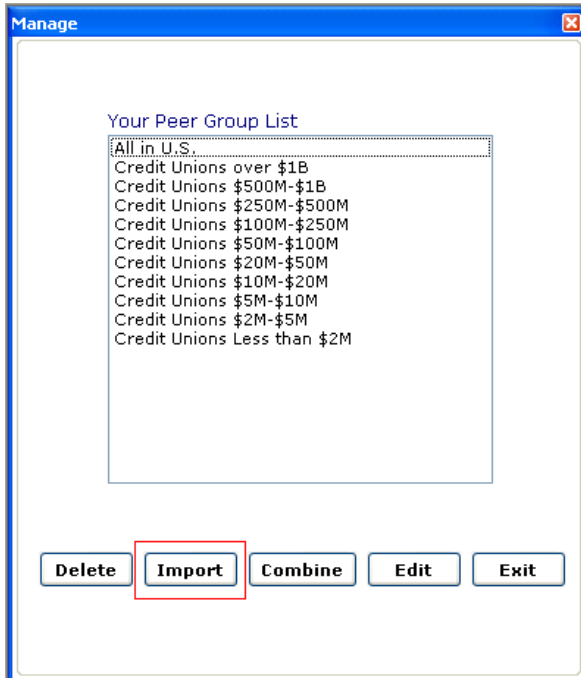 Manage
Your Peer Group List
All in U.S.
Credit Unions over $1B
Credit Unions $500M-$1B
Credit Unions $250M-$500M
Credit Unions $100M-$250M
Credit Unions $50M-$100M
Credit Unions $20M-$50M
Credit Unions $10M-$20M
Credit Unions $5M-$10M
Credit Unions $2M-$5M
Credit Unions Less than $2M
Delete Import Combine Edit Exit